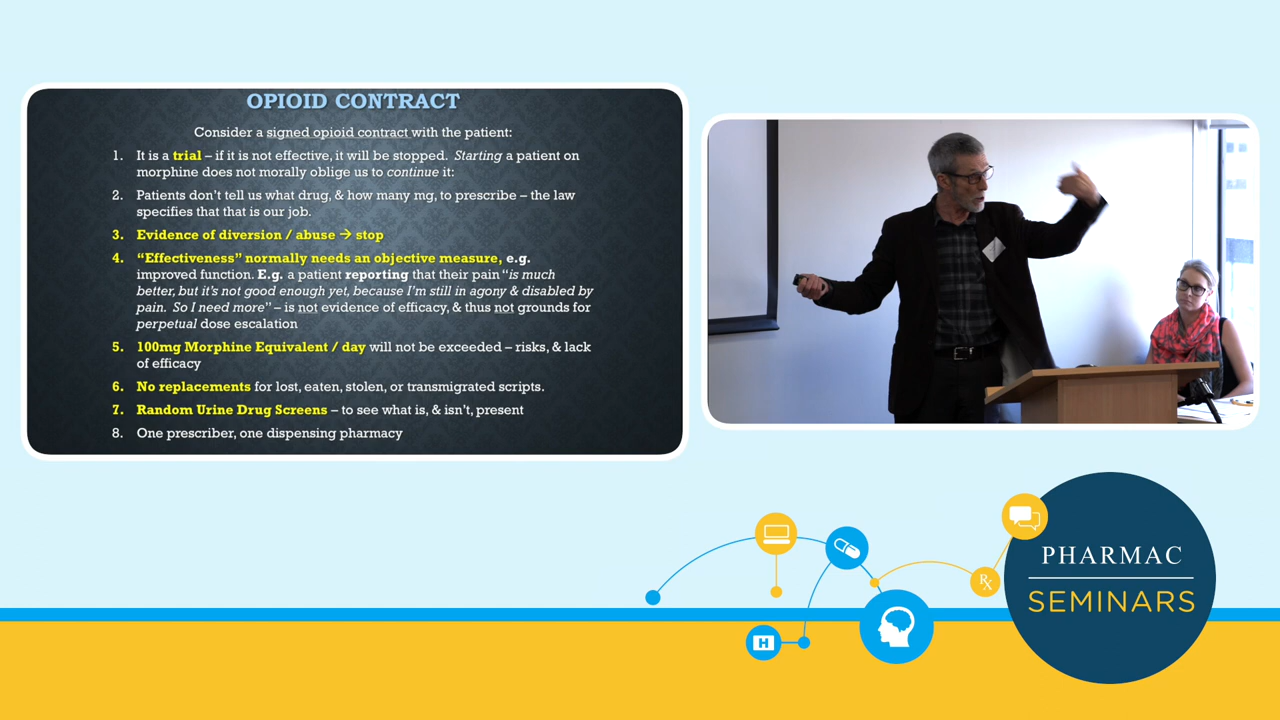 OPIOID CONTRACT
Consider a signed opioid contract with the patient:
1. It is a trial – if it is not effective, it will be stopped. Starting a patient on
morphine does not morally oblige us to continue it:
2. Patients don’t tell us what drug, & how many mg, to prescribe – the law
specifies that that is our job.
3. Evidence of diversion / abuse → stop
4. “Effectiveness” normally needs an objective measure, e.g.
improved function. E.g. a patient reporting that their pain “is much
better, but it’s not good enough yet, because I’m still in agony & disabled by
pain. So I need more” – is not evidence of efficacy, & thus not grounds for
perpetual dose escalation
5. 100mg Morphine Equivalent / day will not be exceeded – risks, & lack
of efficacy
6. No replacements for lost, eaten, stolen, or transmigrated scripts.
7. Random Urine Drug Screens – to see what is, & isn’t, present
8. One prescriber, one dispensing pharmacy
H
Rx
PHARMAC
SEMINARS